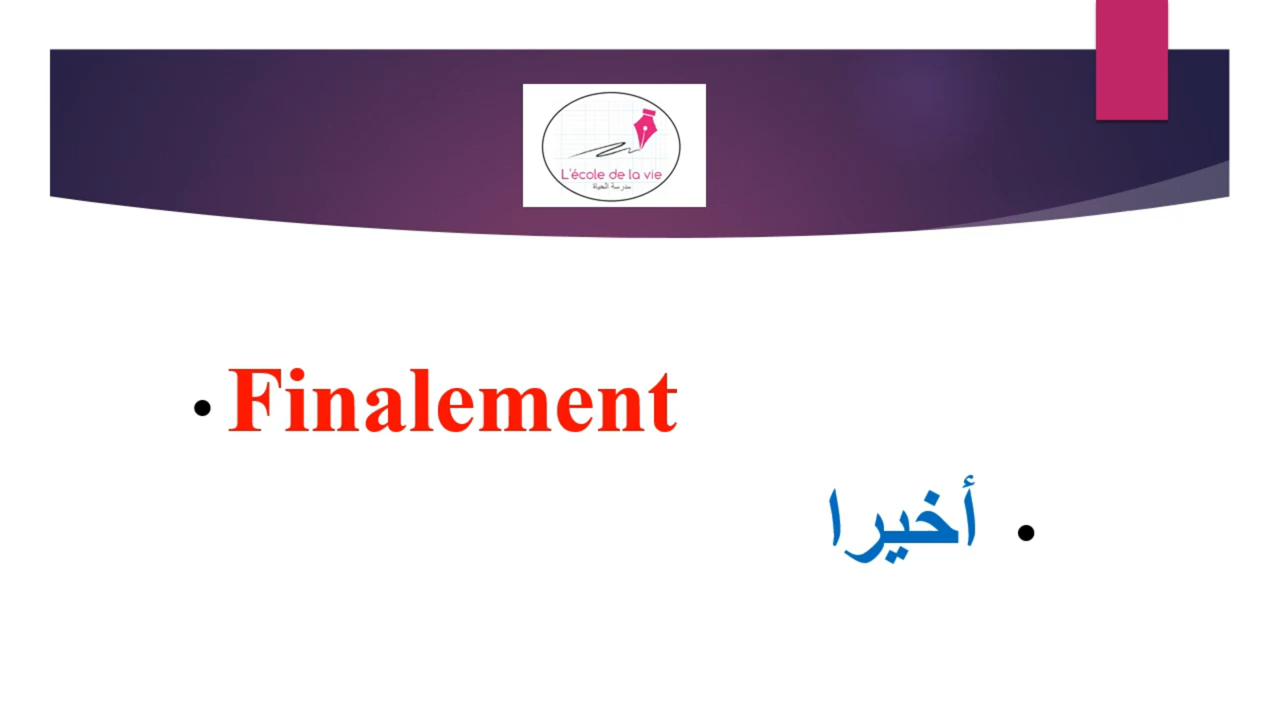 L'école de la vie
مدرسة الحياة
• Finalement
• أخيرا